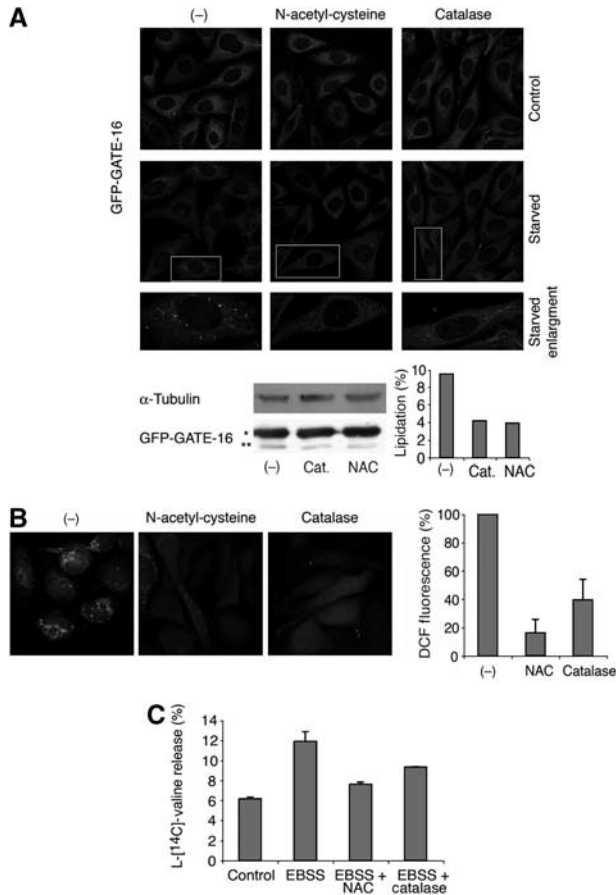 A
(–)
N-acetyl-cysteine
Catalase
GFP-GATE-16
Control
Starved
Starved
enlargment
α-Tubulin
GFP-GATE-16
*
**
(–)
Cat.
NAC
Lipidation (%)
10
8
6
4
2
0
(–)
Cat.
NAC
B
(–)
N-acetyl-cysteine
Catalase
DCF fluorescence (%)
100
80
60
40
20
0
(–)
NAC
Catalase
C
L-[¹⁴C]-valine release (%)
14
12
10
8
6
4
2
0
Control
EBSS
EBSS +
NAC
EBSS +
catalase